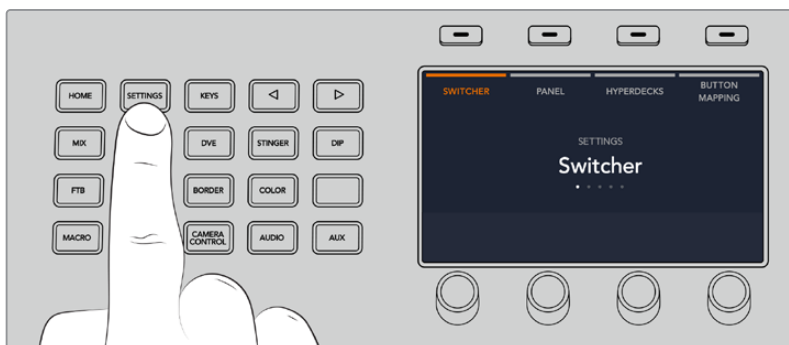 HOME
SETTINGS
KEYS
MIX
DVE
STINGER
DIP
FTB
BORDER
COLOR
MACRO
CAMERA
CONTROL
AUDIO
AUX
SWITCHER
PANEL
HYPERDECKS
BUTTON
MAPPING
SETTINGS
Switcher